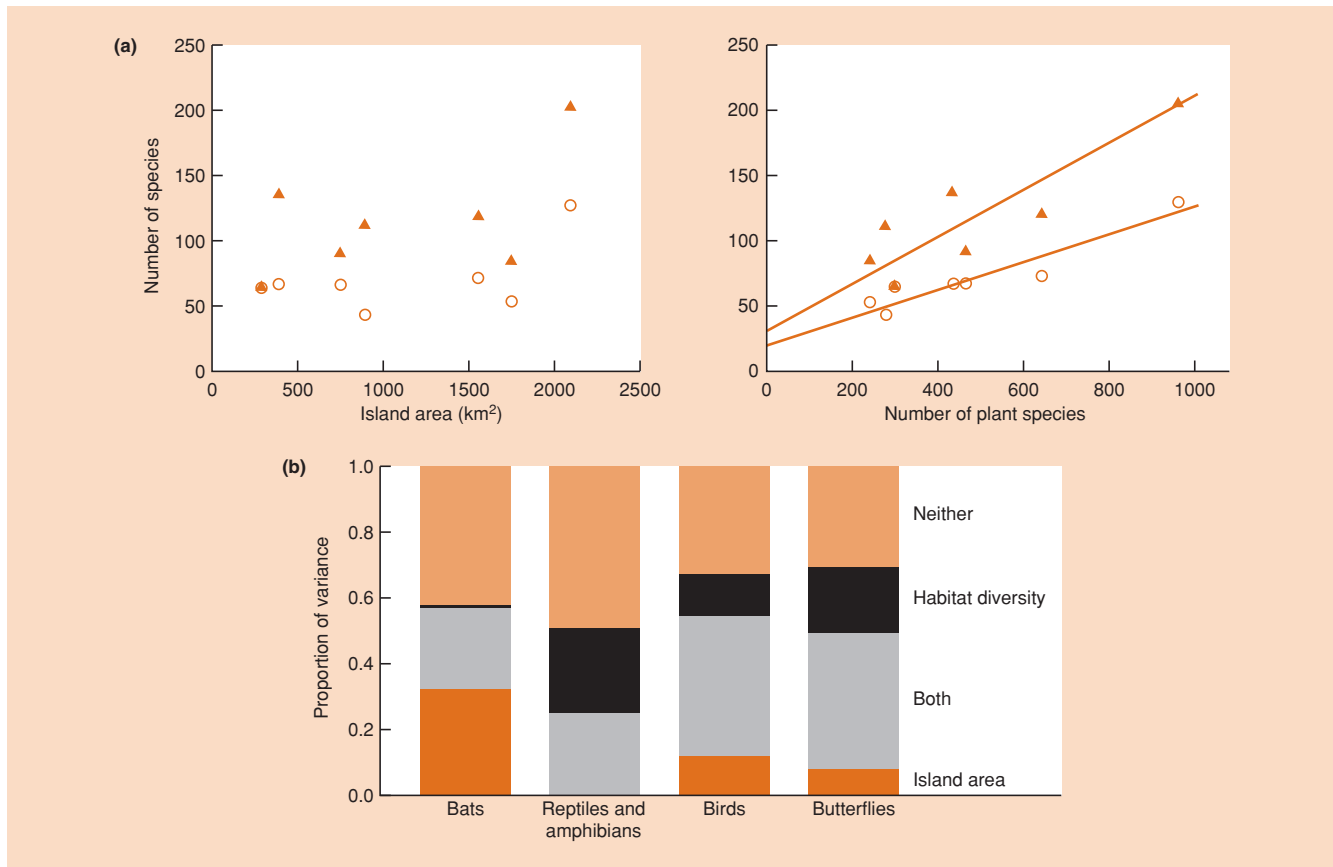 (a)
250
200
150
100
50
0
Number of species
0 500 1000 1500 2000 2500
Island area (km²)
250
200
150
100
50
0
0 200 400 600 800 1000
Number of plant species
(b)
1.0
0.8
0.6
0.4
0.2
0.0
Proportion of variance
Neither
Habitat diversity
Both
Island area
Bats Reptiles and Birds Butterflies
amphibians